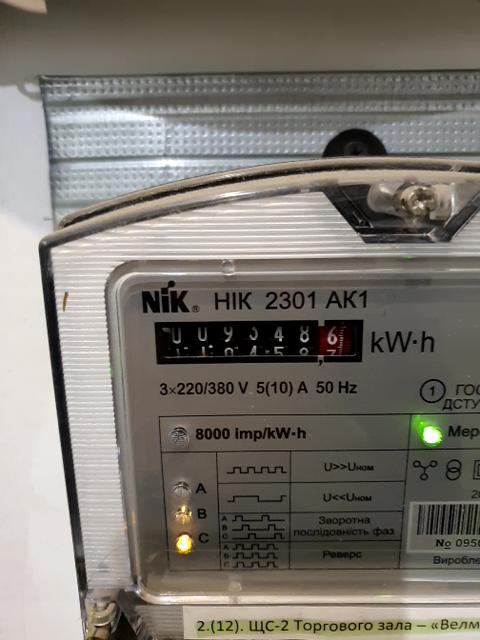 NiK® НІК 2301 АК1
kW·h
3×220/380 V 5(10) A 50 Hz
1
8000 imp/kW·h
A
B
C
U>>Uном
U<<Uном
A
B
C
Зворотна
послідовність фаз
A
B
C
Реверс
2.(12). ЩС-2 Торгового зала – «Велм